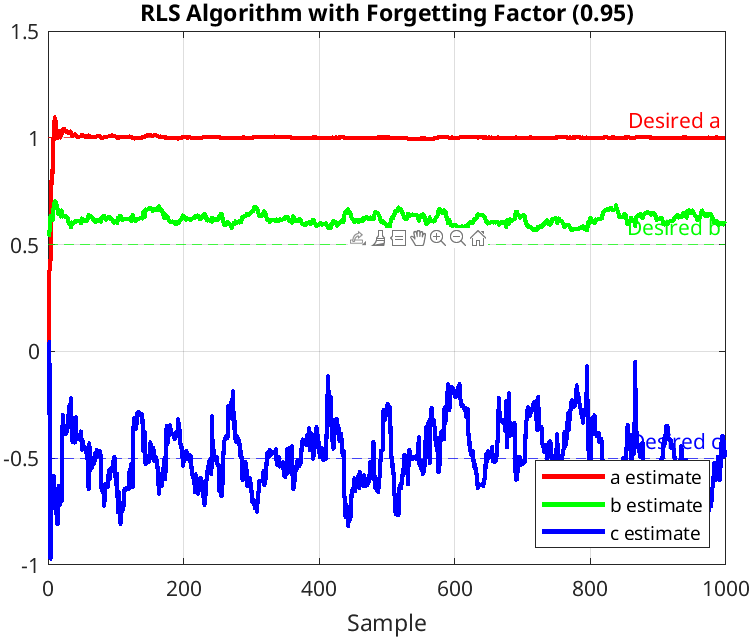 RLS Algorithm with Forgetting Factor (0.95)
1.5
Desired a
1
Desired b
0.5
0
Desired c
-0.5
a estimate
b estimate
c estimate
-1
0 200 400 600 800 1000
Sample